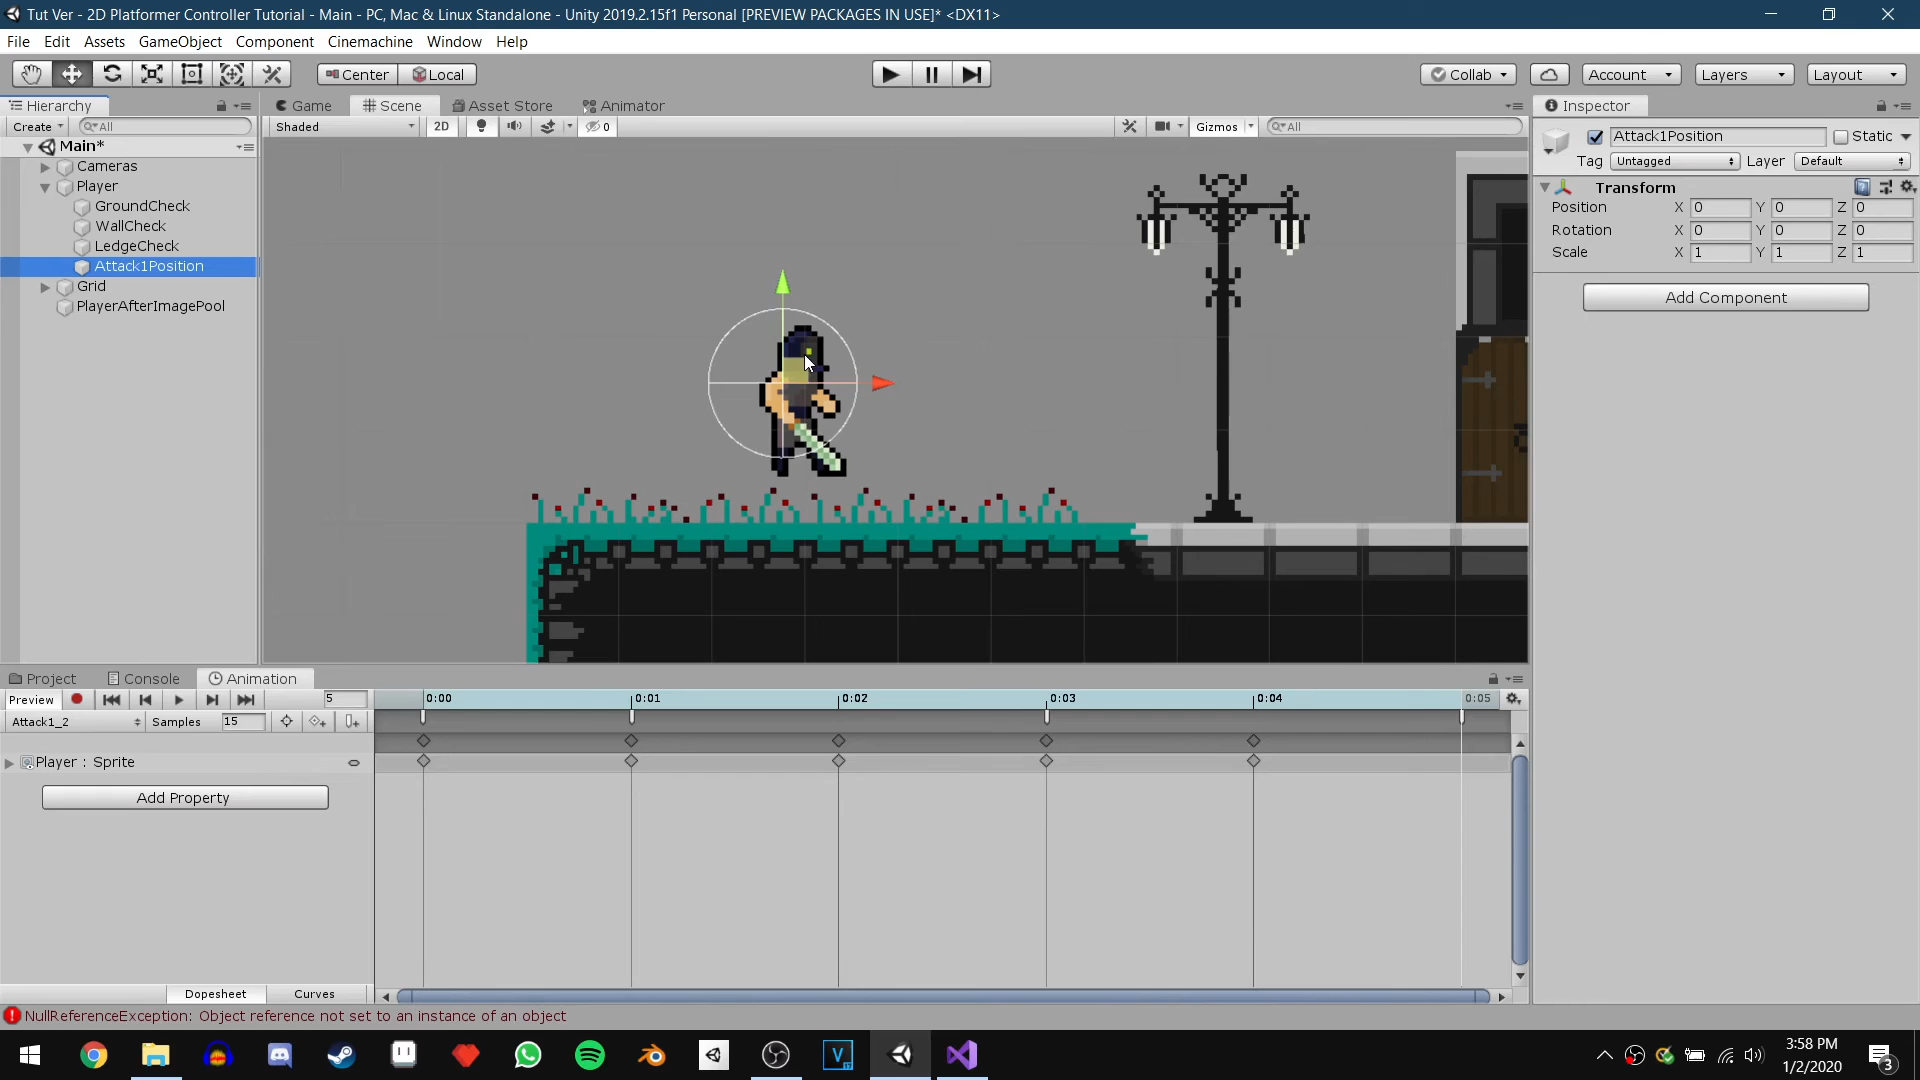 Tut Ver - 2D Platformer Controller Tutorial - Main - PC, Mac & Linux Standalone - Unity 2019.2.15f1 Personal [PREVIEW PACKAGES IN USE]* <DX11>
File Edit Assets GameObject Component Cinemachine Window Help
Center Local Collab Account Layers Layout
Hierarchy Game Scene Asset Store Animator Inspector
Create All Shaded 2D 0 Gizmos All
Main*
Cameras
Player
GroundCheck
WallCheck
LedgeCheck
Attack1Position
Grid
PlayerAfterImagePool
Attack1Position Static
Tag Untagged Layer Default
Transform
Position X 0 Y 0 Z 0
Rotation X 0 Y 0 Z 0
Scale X 1 Y 1 Z 1
Add Component
Project Console Animation
Preview 5 0:00 0:01 0:02 0:03 0:04 0:05
Attack1_2 Samples 15
Player : Sprite
Add Property
Dopesheet Curves
NullReferenceException: Object reference not set to an instance of an object
3:58 PM
1/2/2020
3